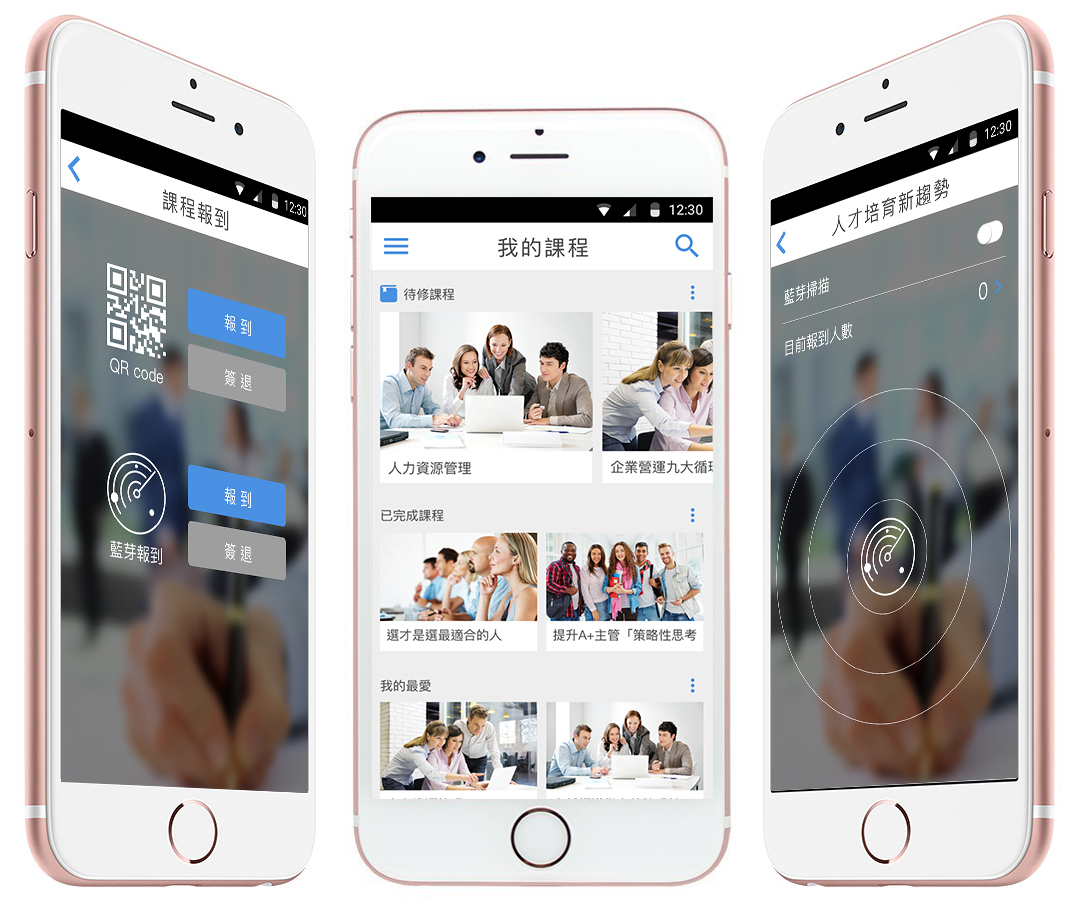 12:30
課程報到
QR code
報到
簽退
藍芽報到
報到
簽退
12:30
我的課程
待修課程
人力資源管理
企業營運九大循環
已完成課程
選才是選最適合的人
提升A+主管「策略性思考
我的最愛
12:30
人才培育新趨勢
藍芽掃描
0
目前報到人數